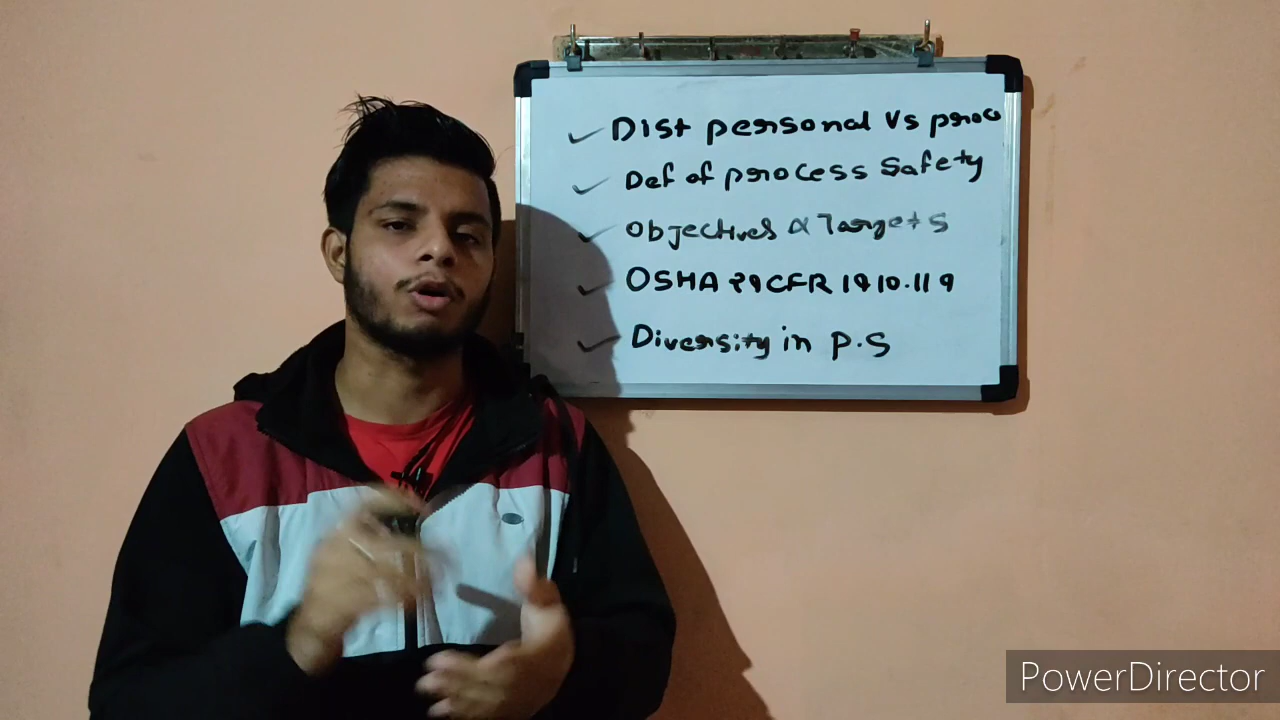 Dist personal Vs proc
Def of process Safety
Objectives & Targets
OSHA 29CFR 1910.119
Diversity in P.S
PowerDirector